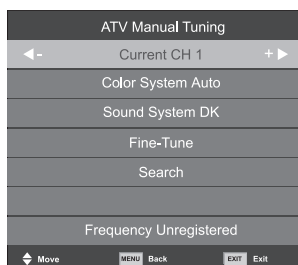 ATV Manual Tuning
- Current CH 1 +
Color System Auto
Sound System DK
Fine-Tune
Search
Frequency Unregistered
Move MENU Back EXIT Exit